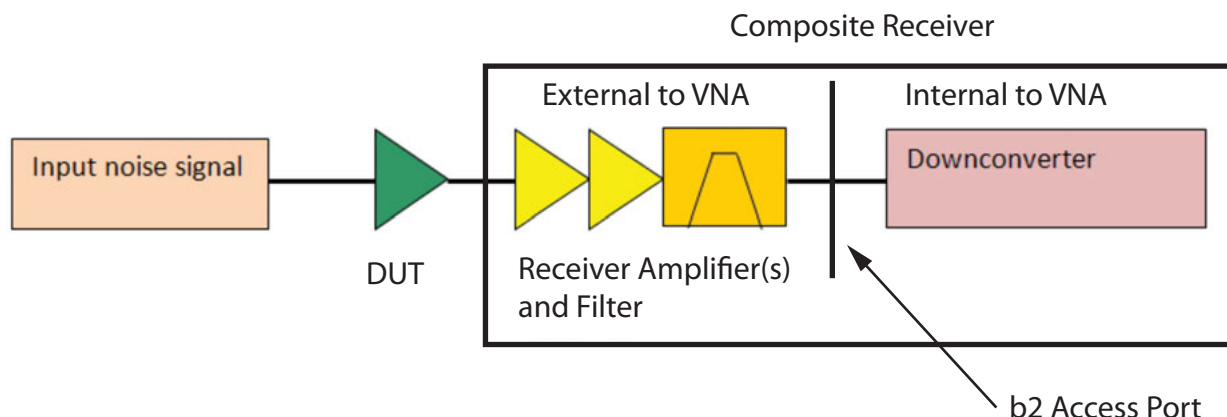 Composite Receiver
External to VNA
Internal to VNA
Input noise signal
Downconverter
DUT
Receiver Amplifier(s)
and Filter
b2 Access Port